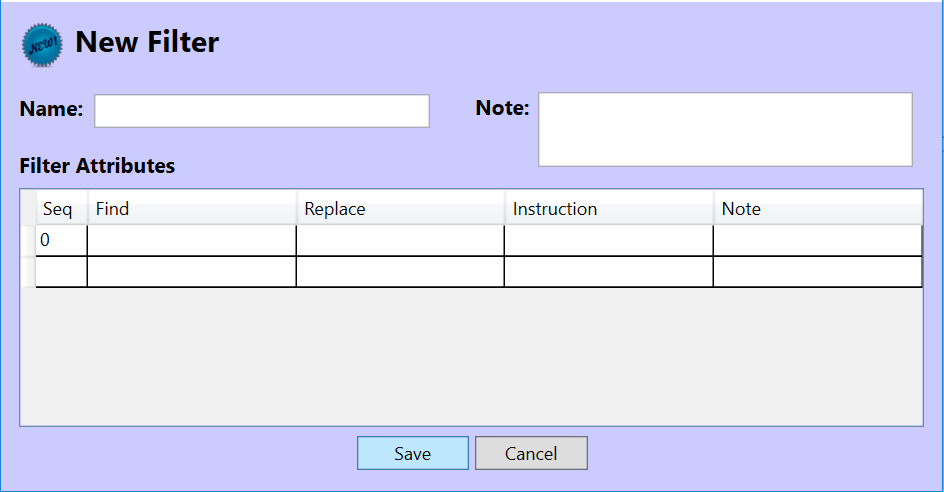 NEW!
New Filter
Name:
Note:
Filter Attributes
Seq Find Replace Instruction Note
0
Save Cancel